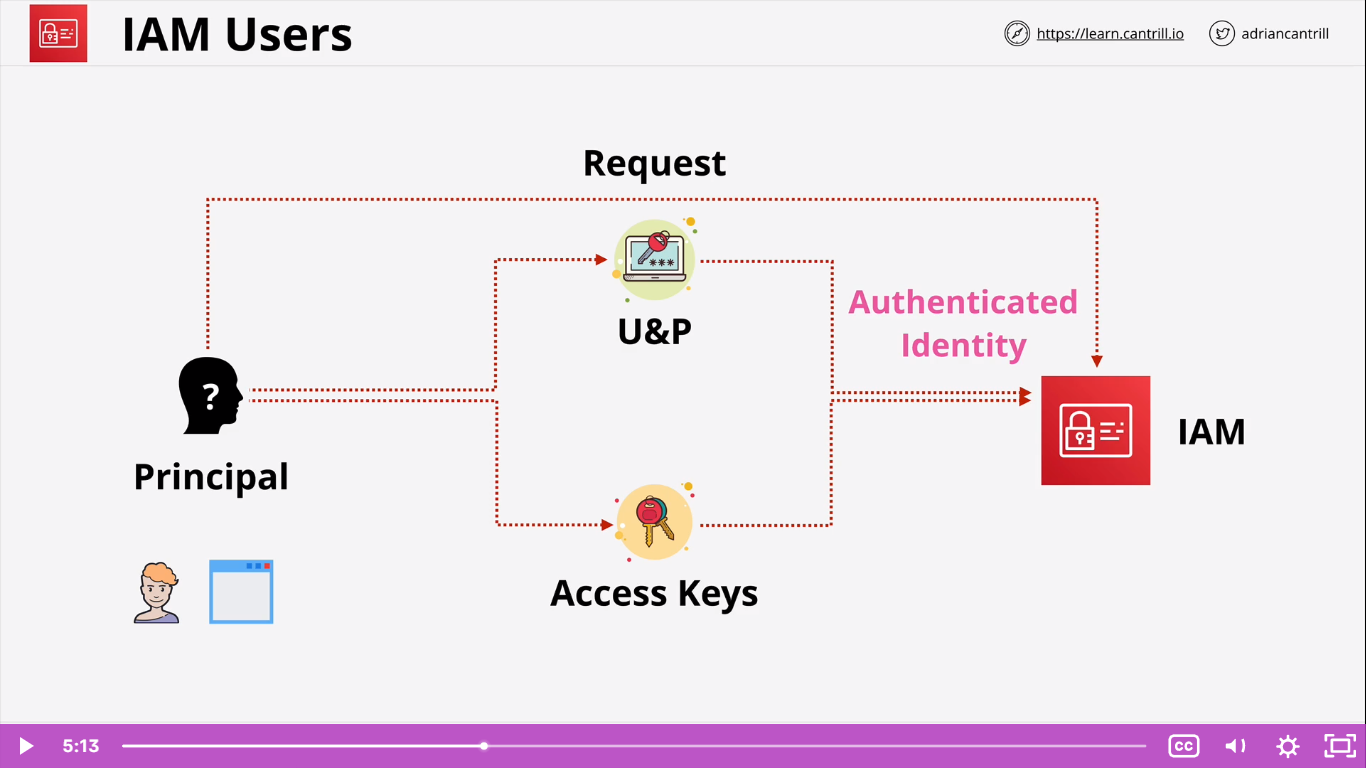 IAM Users
https://learn.cantrill.io
adriancantrill
Request
***
U&P
Authenticated
Identity
?
Principal
IAM
Access Keys
5:13
CC